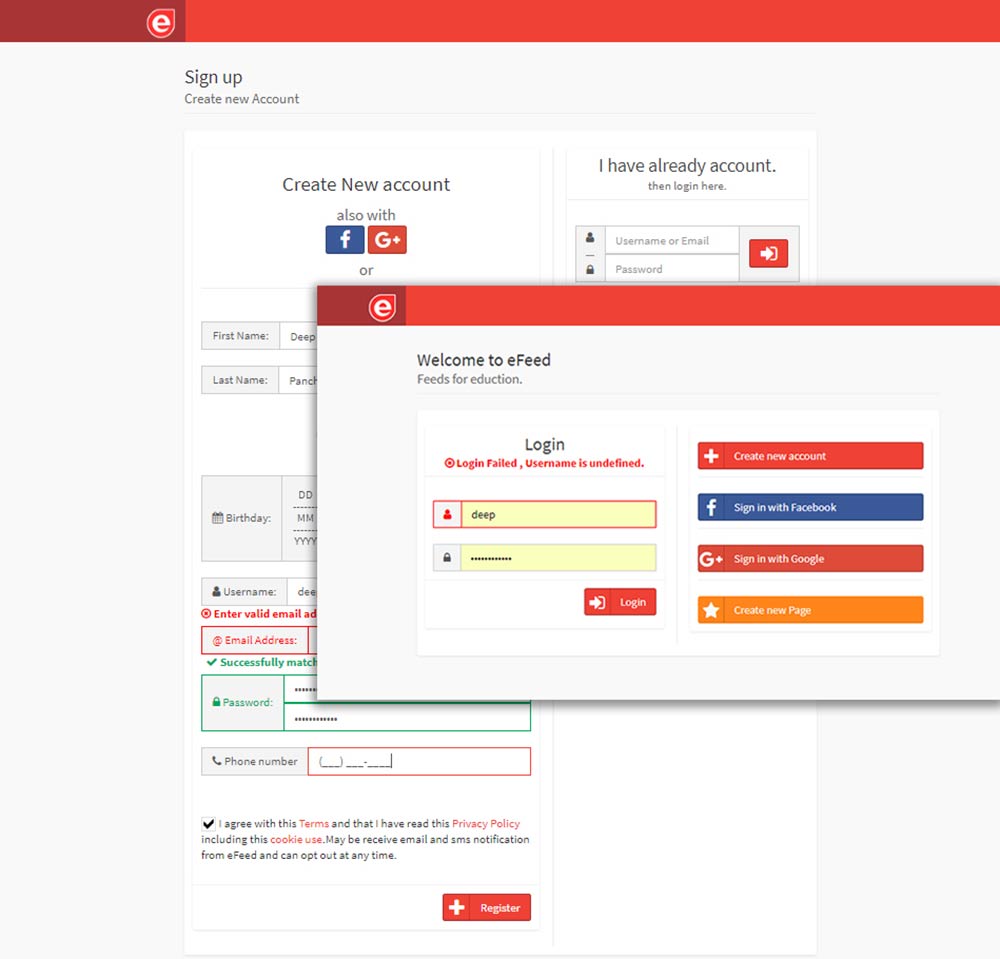 e
Sign up
Create new Account
Create New account
also with
f G+
or
I have already account.
then login here.
Username or Email
Password
First Name: Deep
Last Name: Panch
Birthday:
DD
MM
YYYY
Username: deep
Enter valid email ad
@ Email Address:
Successfully match
Password:
Phone number (___) ___-____
I agree with this Terms and that I have read this Privacy Policy
including this cookie use.May be receive email and sms notification
from eFeed and can opt out at any time.
Register
e
Welcome to eFeed
Feeds for eduction.
Login
Login Failed , Username is undefined.
deep
Login
Create new account
f Sign in with Facebook
G+ Sign in with Google
Create new Page